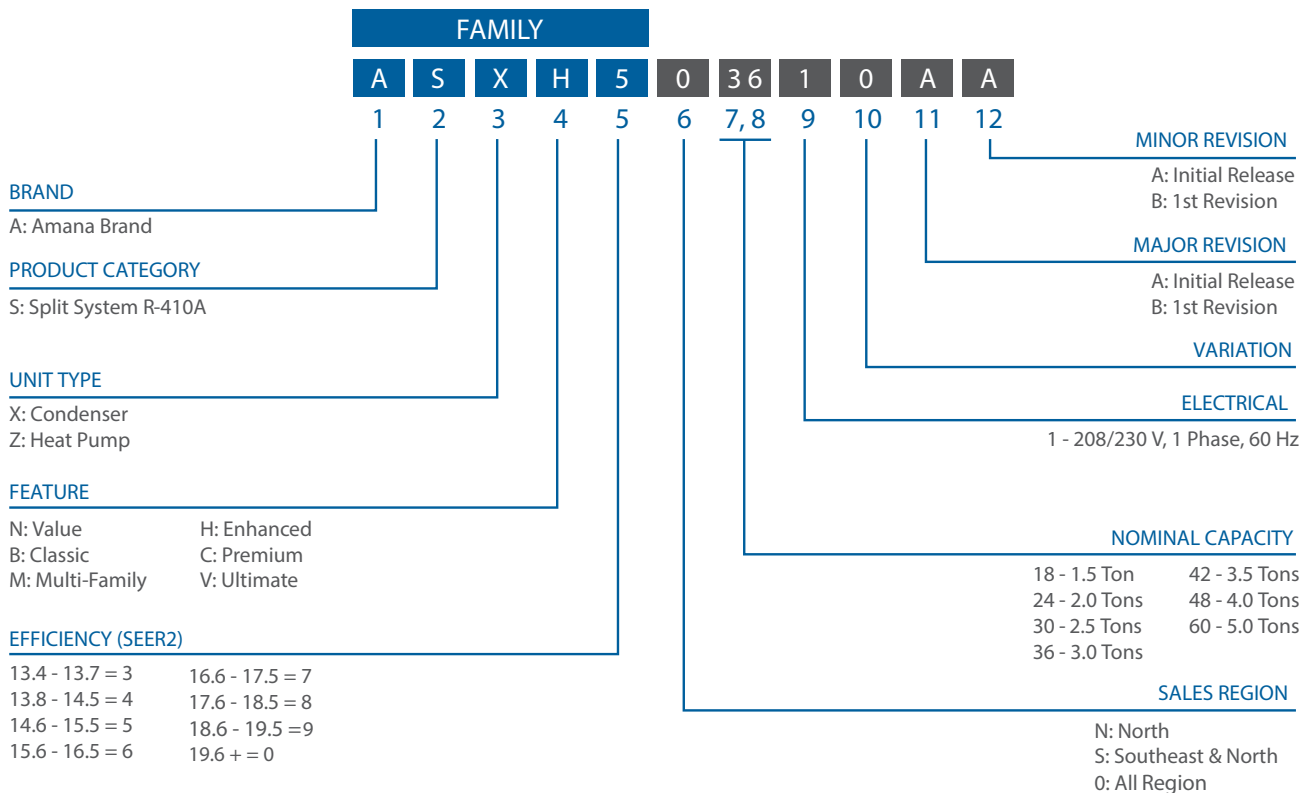 FAMILY
A S X H 5 0 3 6 1 0 A A
1 2 3 4 5 6 7, 8 9 10 11 12
BRAND
A: Amana Brand
PRODUCT CATEGORY
S: Split System R-410A
UNIT TYPE
X: Condenser
Z: Heat Pump
FEATURE
N: Value
B: Classic
M: Multi-Family
H: Enhanced
C: Premium
V: Ultimate
EFFICIENCY (SEER2)
13.4 - 13.7 = 3
13.8 - 14.5 = 4
14.6 - 15.5 = 5
15.6 - 16.5 = 6
16.6 - 17.5 = 7
17.6 - 18.5 = 8
18.6 - 19.5 =9
19.6 + = 0
MINOR REVISION
A: Initial Release
B: 1st Revision
MAJOR REVISION
A: Initial Release
B: 1st Revision
VARIATION
ELECTRICAL
1 - 208/230 V, 1 Phase, 60 Hz
NOMINAL CAPACITY
18 - 1.5 Ton
24 - 2.0 Tons
30 - 2.5 Tons
36 - 3.0 Tons
42 - 3.5 Tons
48 - 4.0 Tons
60 - 5.0 Tons
SALES REGION
N: North
S: Southeast & North
0: All Region